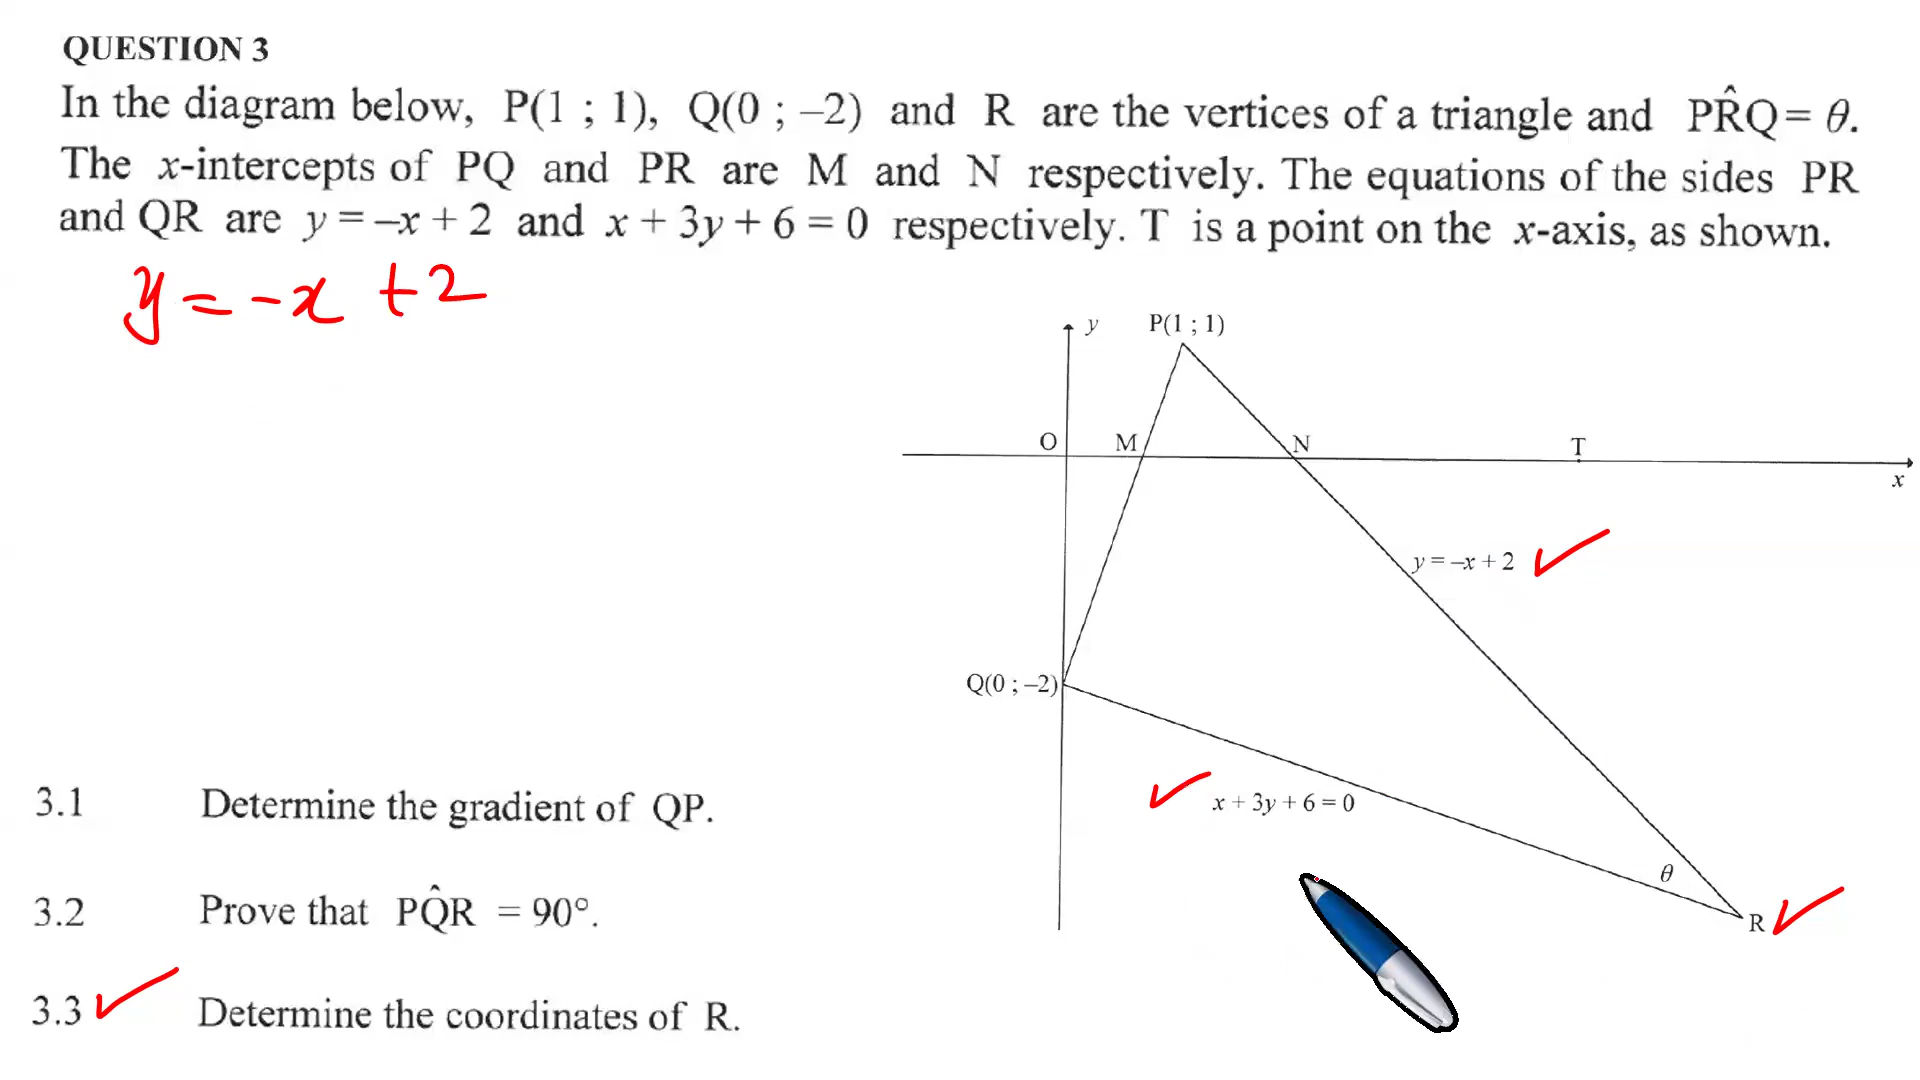 QUESTION 3
In the diagram below, P(1 ; 1), Q(0 ; –2) and R are the vertices of a triangle and PR̂Q = θ.
The x-intercepts of PQ and PR are M and N respectively. The equations of the sides PR
and QR are y = –x + 2 and x + 3y + 6 = 0 respectively. T is a point on the x-axis, as shown.
y = -x + 2
y
P(1 ; 1)
O
M
N
T
x
y = –x + 2
Q(0 ; –2)
x + 3y + 6 = 0
θ
R
3.1 Determine the gradient of QP.
3.2 Prove that PQ̂R = 90°.
3.3 Determine the coordinates of R.